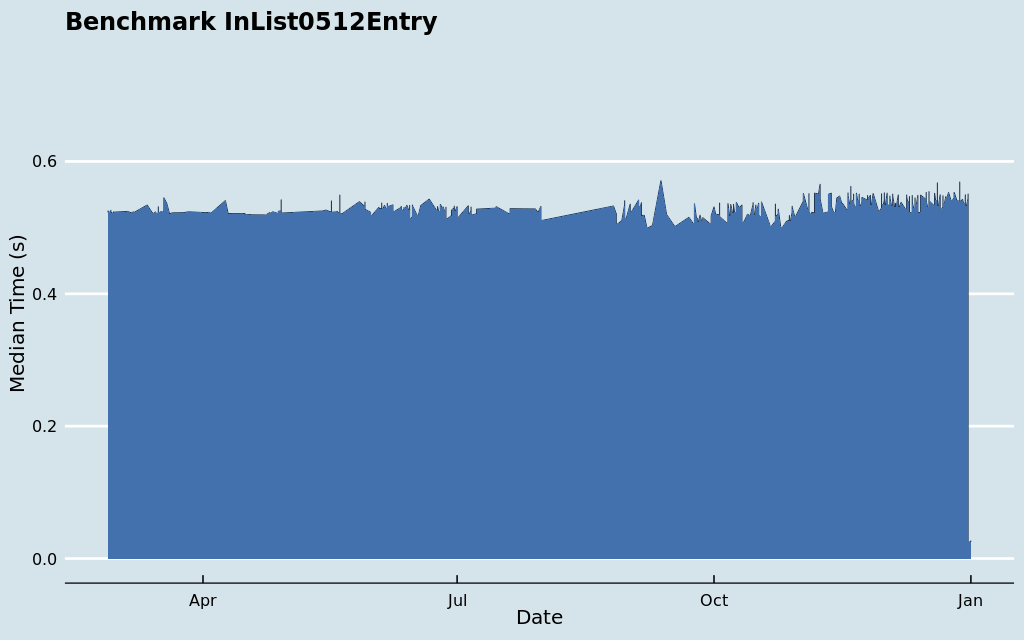 Benchmark InList0512Entry
Median Time (s)
0.6
0.4
0.2
0.0
Apr
Jul
Oct
Jan
Date